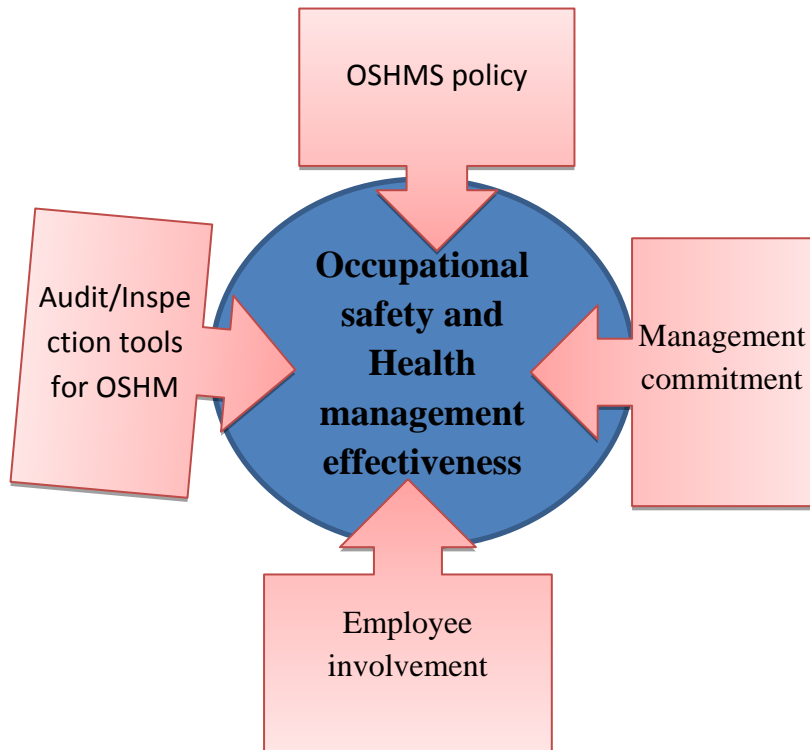 OSHMS policy
Audit/Inspe
ction tools
for OSHM
Occupational
safety and
Health
management
effectiveness
Management
commitment
Employee
involvement